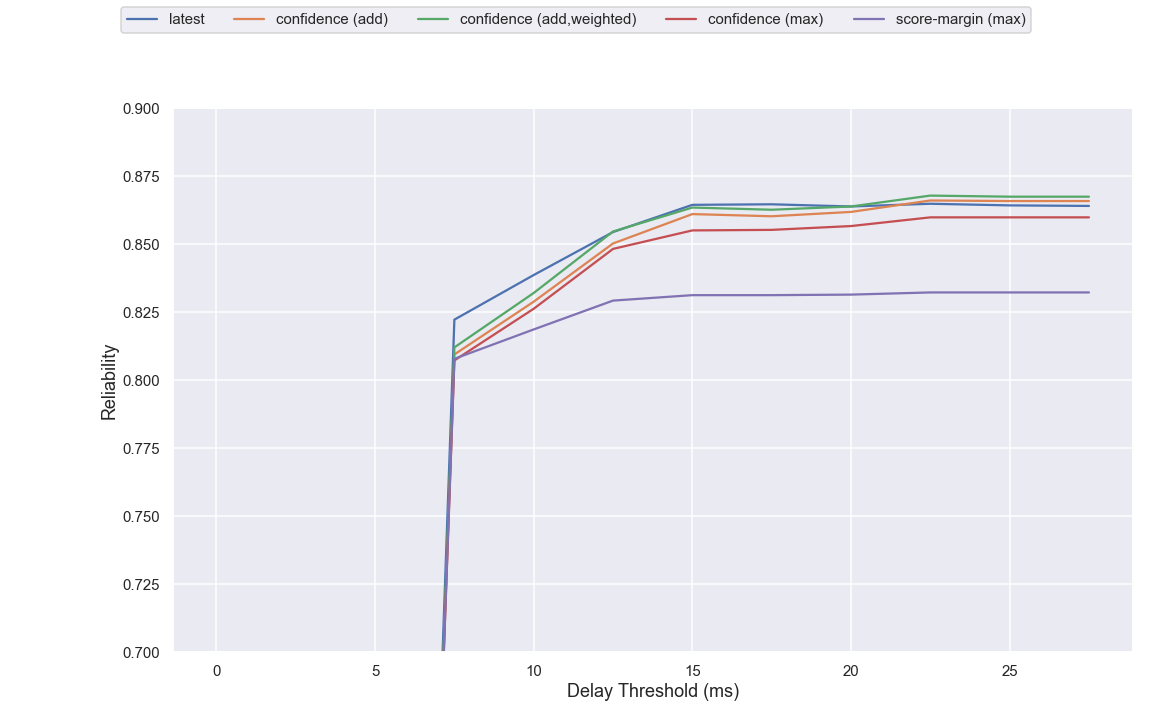 latest confidence (add) confidence (add,weighted) confidence (max) score-margin (max)
0.900
0.875
0.850
0.825
0.800
0.775
0.750
0.725
0.700
Reliability
0 5 10 15 20 25
Delay Threshold (ms)